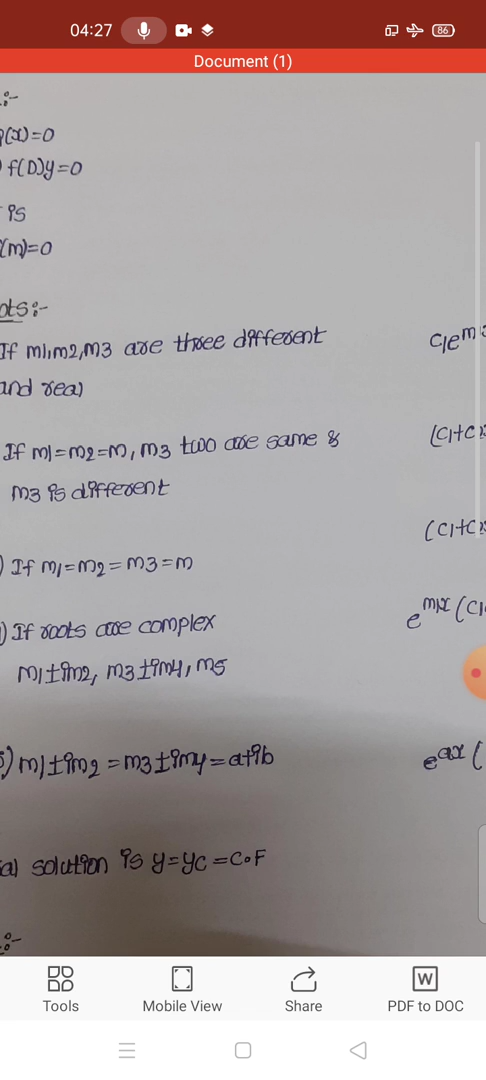 04:27
86
Document (1)
:-
(x)=0
f(D)y=0
is
(m)=0
ots:-
If m1,m2,m3 are three different
and real
c1e^m
If m1=m2=m, m3 two are same &
m3 is different
(c1+c
) If m1=m2=m3=m
(c1+c
) If roots are complex
m1±im2, m3±im4, m5
e^m1x (c1
) m1±im2=m3±im4=a±ib
e^ax (
a) solution is y=yc=C.F
:-
Tools
Mobile View
Share
W
PDF to DOC